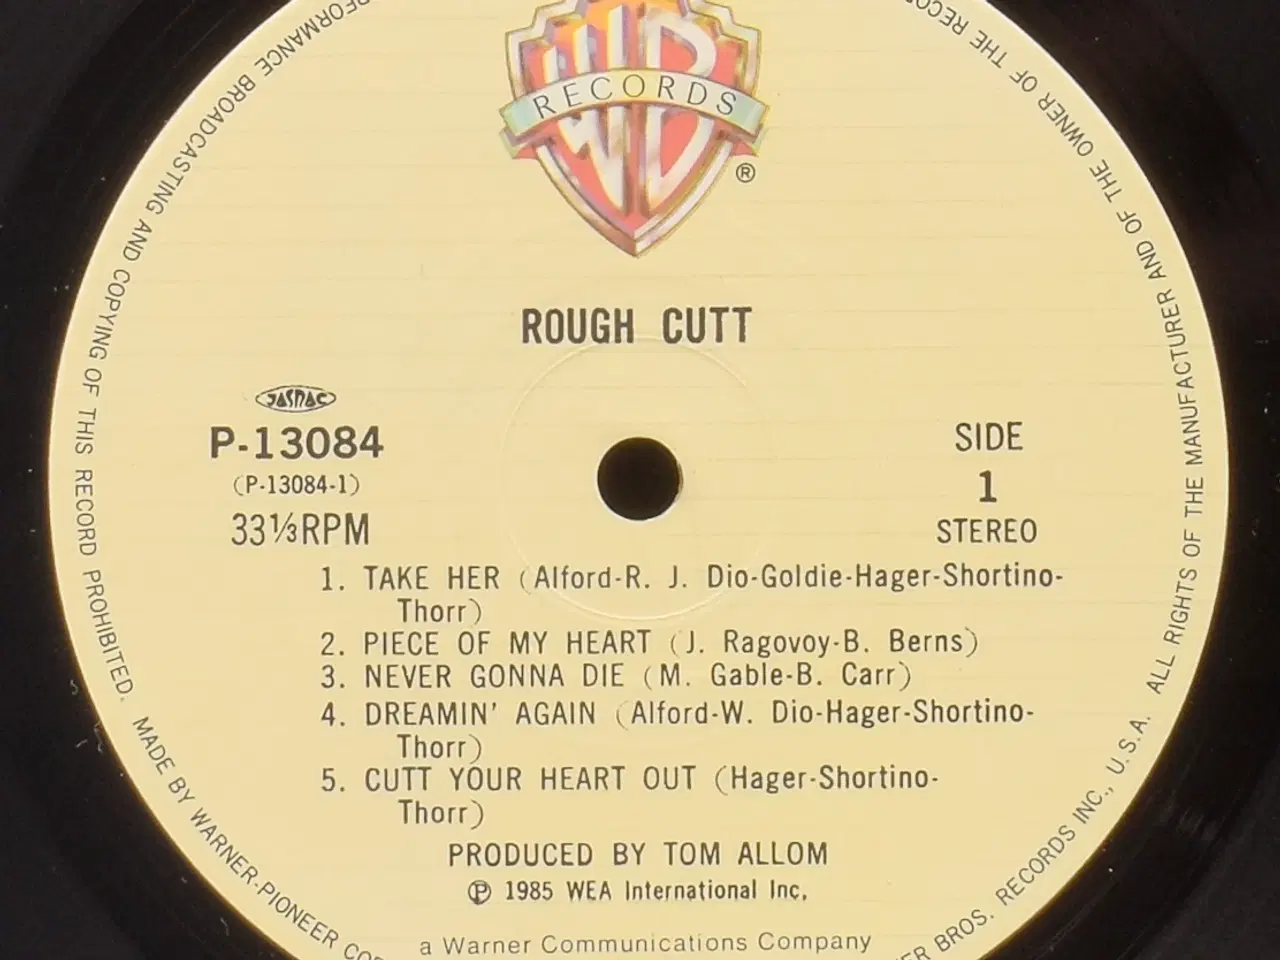 WB
RECORDS
®
ROUGH CUTT
JASRAC
P-13084
(P-13084-1)
33⅓RPM
SIDE
1
STEREO
1. TAKE HER (Alford-R. J. Dio-Goldie-Hager-Shortino-
Thorr)
2. PIECE OF MY HEART (J. Ragovoy-B. Berns)
3. NEVER GONNA DIE (M. Gable-B. Carr)
4. DREAMIN' AGAIN (Alford-W. Dio-Hager-Shortino-
Thorr)
5. CUTT YOUR HEART OUT (Hager-Shortino-
Thorr)
PRODUCED BY TOM ALLOM
Ⓟ 1985 WEA International Inc.
a Warner Communications Company
ALL RIGHTS OF THE MANUFACTURER AND OF THE OWNER OF THE
BROADCASTING AND COPYING OF THIS RECORD PROHIBITED. MADE BY WARNER-PIONEER
BROS. RECORDS INC., U.S.A.